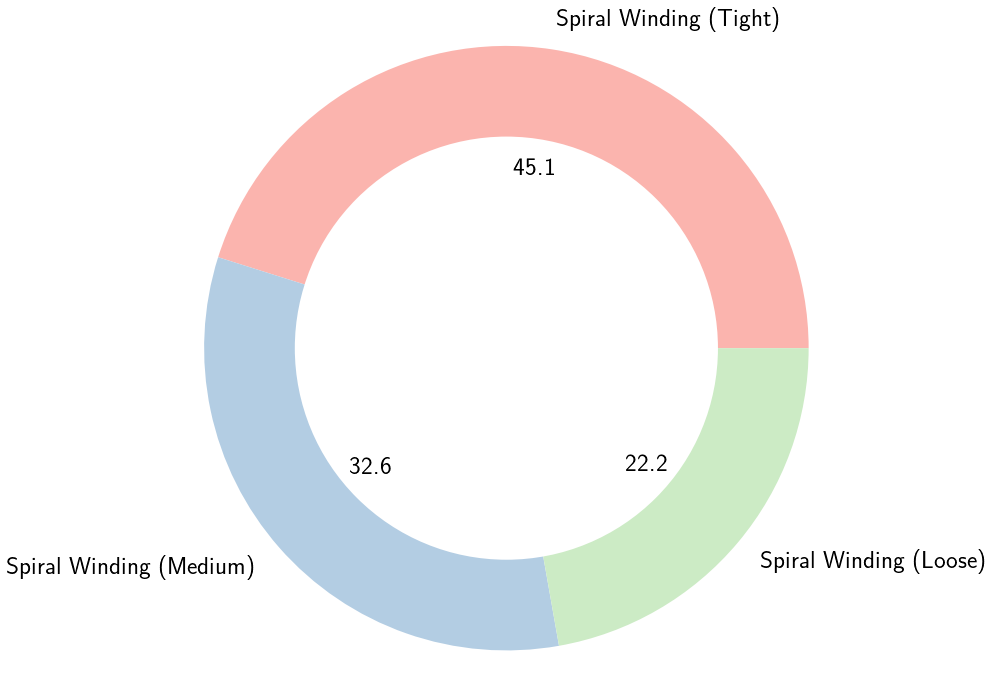 Spiral Winding (Tight)
45.1
32.6
22.2
Spiral Winding (Medium)
Spiral Winding (Loose)